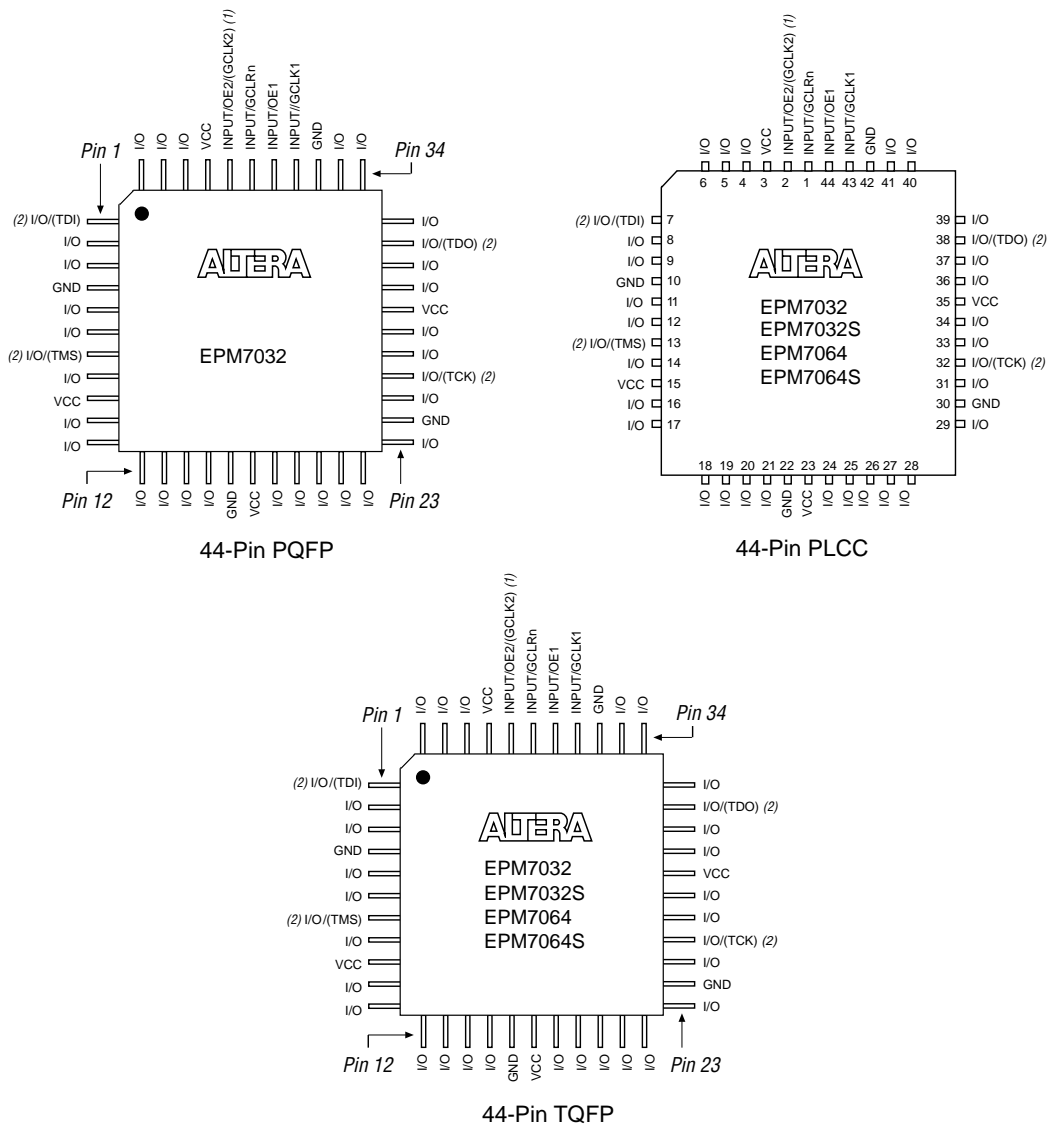 I/O
I/O
I/O
VCC
INPUT/OE2/(GCLK2) (1)
INPUT/GCLRn
INPUT/OE1
INPUT//GCLK1
GND
I/O
I/O
Pin 1
Pin 34
(2) I/O/(TDI)
I/O
I/O
GND
I/O
I/O
(2) I/O/(TMS)
I/O
VCC
I/O
I/O
ALTERA
EPM7032
I/O
I/O/(TDO) (2)
I/O
I/O
VCC
I/O
I/O
I/O/(TCK) (2)
I/O
GND
I/O
Pin 12
Pin 23
I/O
I/O
I/O
I/O
GND
VCC
I/O
I/O
I/O
I/O
I/O
44-Pin PQFP
I/O
I/O
I/O
VCC
INPUT/OE2/(GCLK2) (1)
INPUT/GCLRn
INPUT/OE1
INPUT/GCLK1
GND
I/O
I/O
6 5 4 3 2 1 44 43 42 41 40
(2) I/O/(TDI) 7
I/O 8
I/O 9
GND 10
I/O 11
I/O 12
(2) I/O/(TMS) 13
I/O 14
VCC 15
I/O 16
I/O 17
ALTERA
EPM7032
EPM7032S
EPM7064
EPM7064S
39 I/O
38 I/O/(TDO) (2)
37 I/O
36 I/O
35 VCC
34 I/O
33 I/O
32 I/O/(TCK) (2)
31 I/O
30 GND
29 I/O
18 19 20 21 22 23 24 25 26 27 28
I/O
I/O
I/O
I/O
GND
VCC
I/O
I/O
I/O
I/O
I/O
44-Pin PLCC
I/O
I/O
I/O
VCC
INPUT/OE2/(GCLK2) (1)
INPUT/GCLRn
INPUT/OE1
INPUT/GCLK1
GND
I/O
I/O
Pin 1
Pin 34
(2) I/O/(TDI)
I/O
I/O
GND
I/O
I/O
(2) I/O/(TMS)
I/O
VCC
I/O
I/O
ALTERA
EPM7032
EPM7032S
EPM7064
EPM7064S
I/O
I/O/(TDO) (2)
I/O
I/O
VCC
I/O
I/O
I/O/(TCK) (2)
I/O
GND
I/O
Pin 12
Pin 23
I/O
I/O
I/O
I/O
GND
VCC
I/O
I/O
I/O
I/O
I/O
44-Pin TQFP